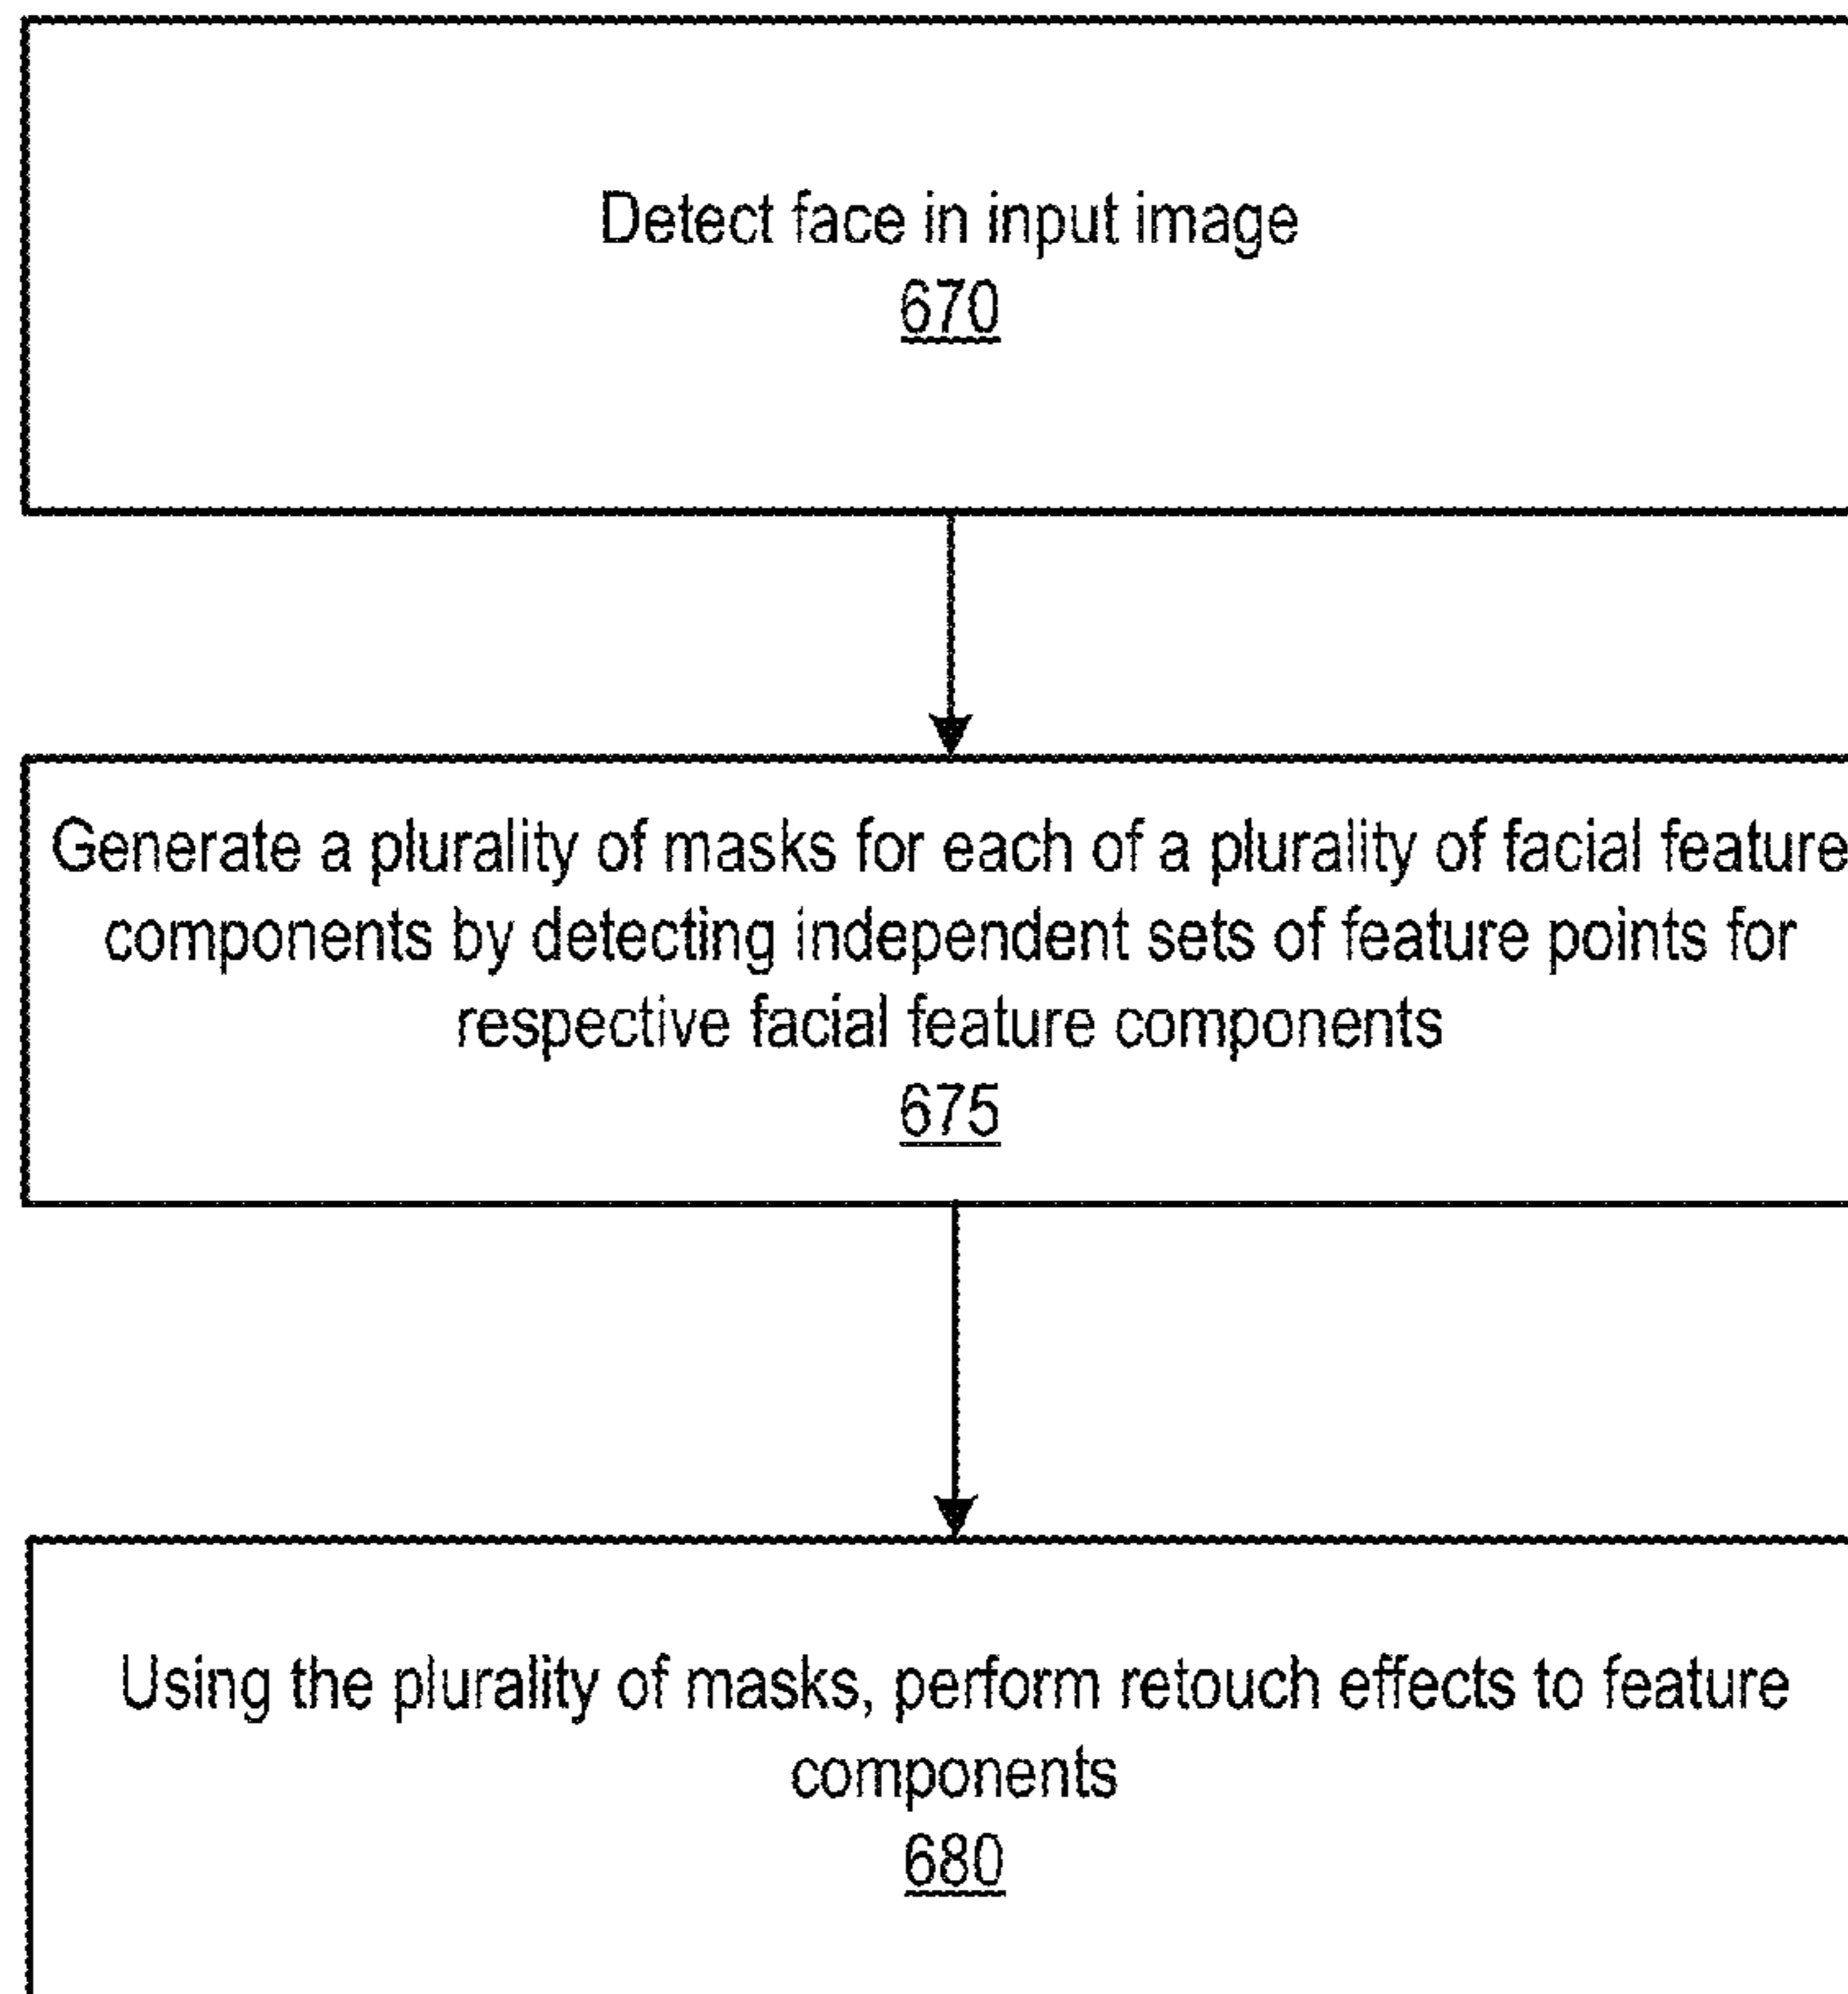 Detect face in input image
670
Generate a plurality of masks for each of a plurality of facial feature
components by detecting independent sets of feature points for
respective facial feature components
675
Using the plurality of masks, perform retouch effects to feature
components
680